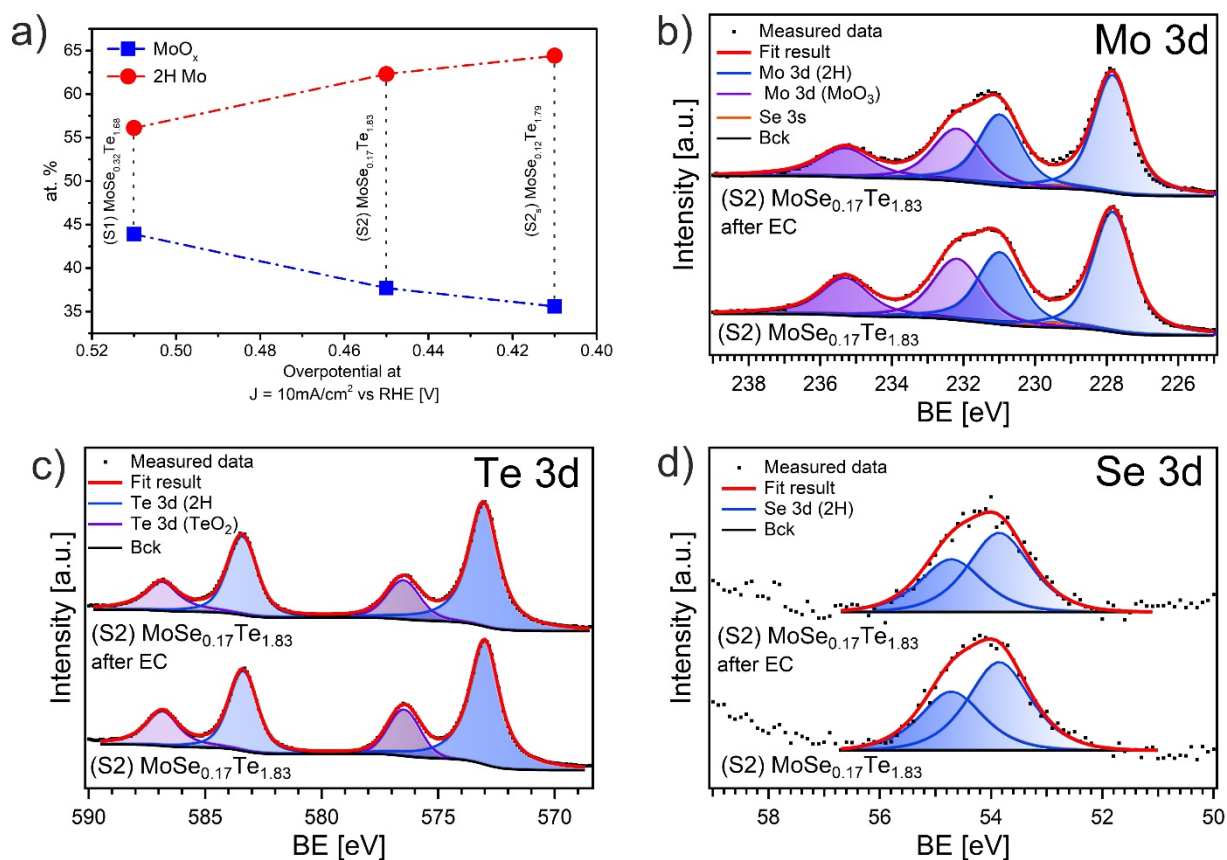 a)
MoOx
2H Mo
65
60
55
50
45
40
35
at. %
(S1) MoSe0.32Te1.68
(S2) MoSe0.17Te1.83
(S2s) MoSe0.12Te1.79
0.52 0.50 0.48 0.46 0.44 0.42 0.40
Overpotential at
J = 10mA/cm2 vs RHE [V]
b)
Mo 3d
Measured data
Fit result
Mo 3d (2H)
Mo 3d (MoO3)
Se 3s
Bck
Intensity [a.u.]
(S2) MoSe0.17Te1.83
after EC
(S2) MoSe0.17Te1.83
238 236 234 232 230 228 226
BE [eV]
c)
Te 3d
Measured data
Fit result
Te 3d (2H
Te 3d (TeO2)
Bck
Intensity [a.u.]
(S2) MoSe0.17Te1.83
after EC
(S2) MoSe0.17Te1.83
590 585 580 575 570
BE [eV]
d)
Se 3d
Measured data
Fit result
Se 3d (2H)
Bck
Intensity [a.u.]
(S2) MoSe0.17Te1.83
after EC
(S2) MoSe0.17Te1.83
58 56 54 52 50
BE [eV]